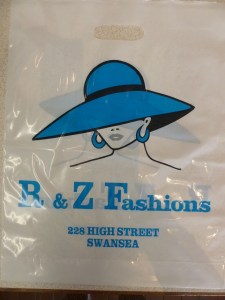 B & Z Fashions
228 HIGH STREET
SWANSEA